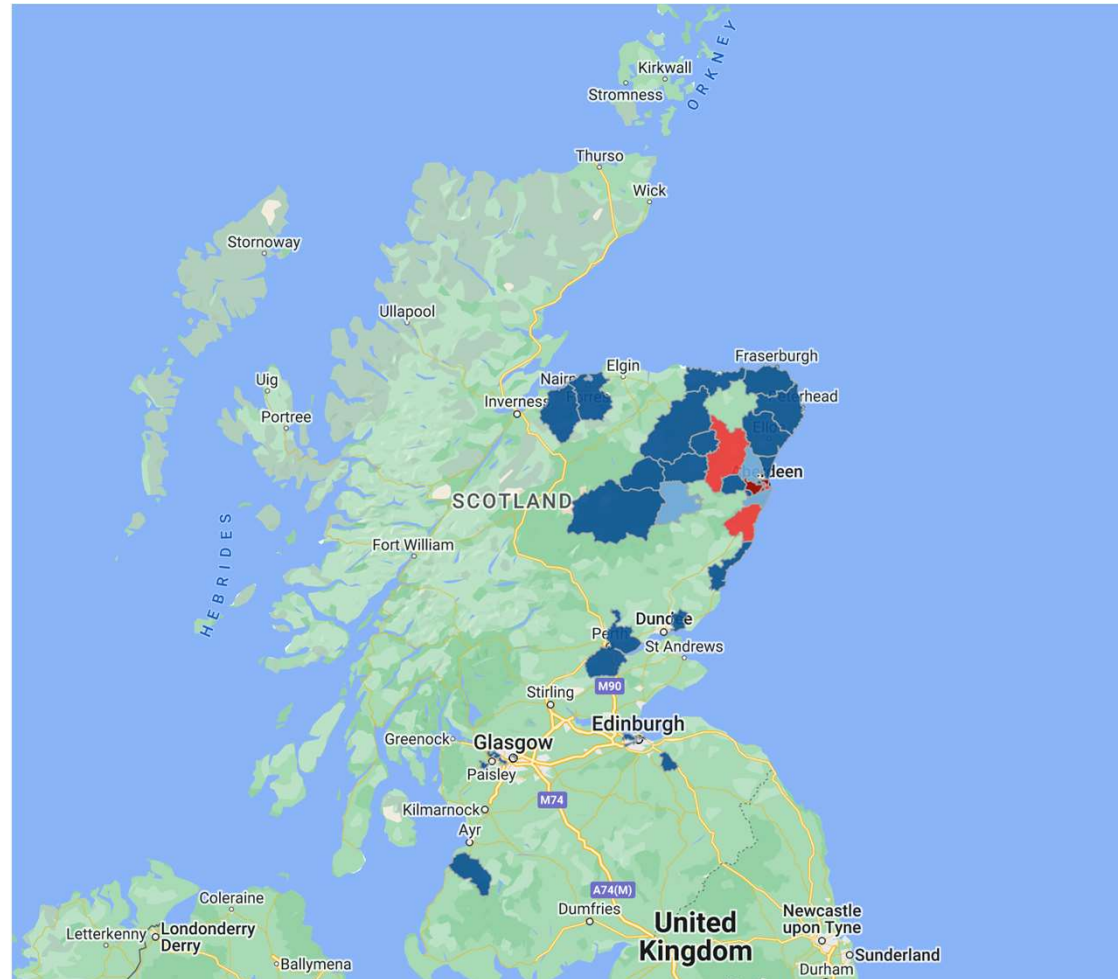 ORKNEY
Kirkwall
Stromness
Thurso
Wick
Stornoway
Ullapool
Fraserburgh
Elgin
Nairn
Uig
Inverness
Portree
SCOTLAND
Fort William
HEBRIDES
Dundee
Perth
St Andrews
M90
Stirling
Edinburgh
Greenock
Glasgow
Paisley
M74
Kilmarnock
Ayr
A74(M)
Coleraine
Dumfries
United
Kingdom
Newcastle
upon Tyne
Letterkenny
Londonderry
Derry
Sunderland
Ballymena
Durham